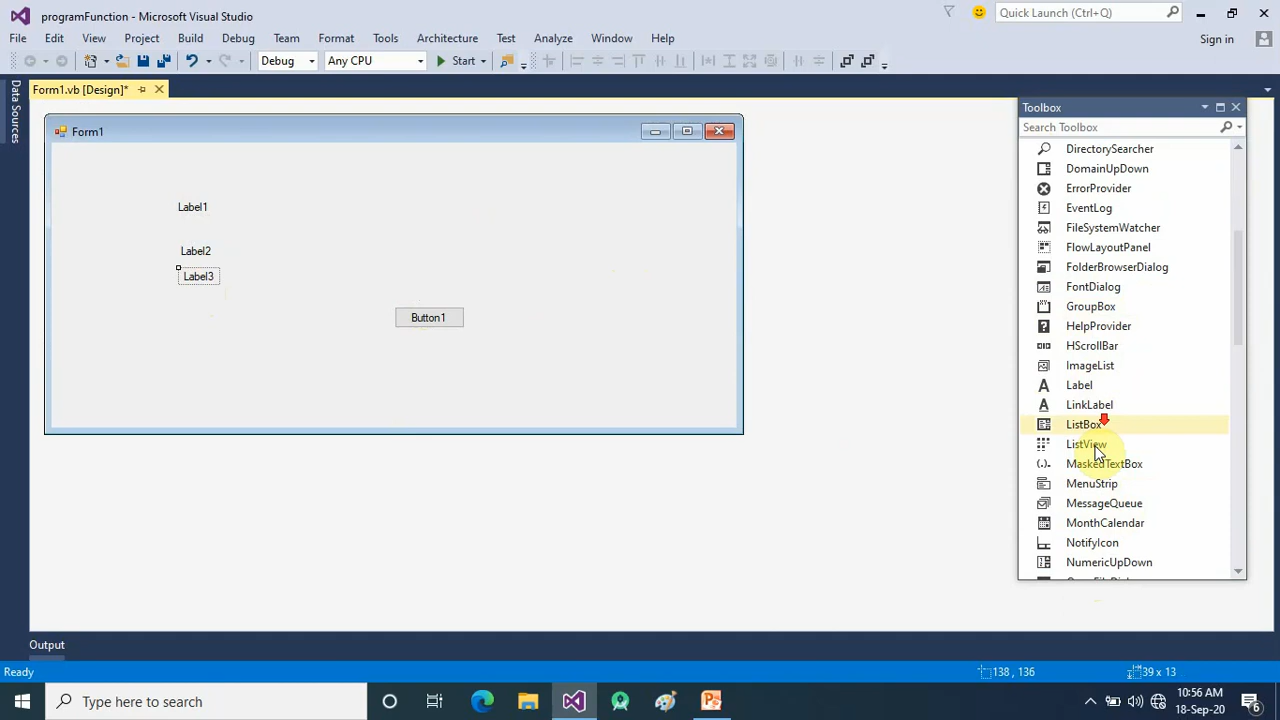 programFunction - Microsoft Visual Studio
Quick Launch (Ctrl+Q)
File Edit View Project Build Debug Team Format Tools Architecture Test Analyze Window Help
Sign in
Debug Any CPU Start
Data Sources
Form1.vb [Design]*
Toolbox
Search Toolbox
Form1
DirectorySearcher
DomainUpDown
ErrorProvider
Label1
EventLog
FileSystemWatcher
Label2
FlowLayoutPanel
FolderBrowserDialog
Label3
FontDialog
GroupBox
Button1
HelpProvider
HScrollBar
ImageList
Label
LinkLabel
ListBox
ListView
MaskedTextBox
MenuStrip
MessageQueue
MonthCalendar
NotifyIcon
NumericUpDown
Output
Ready
138 , 136
39 x 13
Type here to search
10:56 AM
18-Sep-20
6